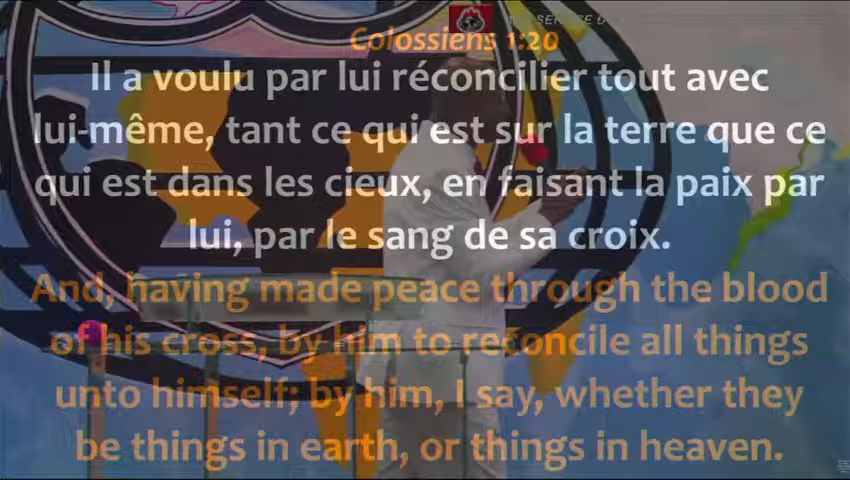 Colossiens 1:20
Il a voulu par lui réconcilier tout avec
lui-même, tant ce qui est sur la terre que ce
qui est dans les cieux, en faisant la paix par
lui, par le sang de sa croix.
And, having made peace through the blood
of his cross, by him to reconcile all things
unto himself; by him, I say, whether they
be things in earth, or things in heaven.